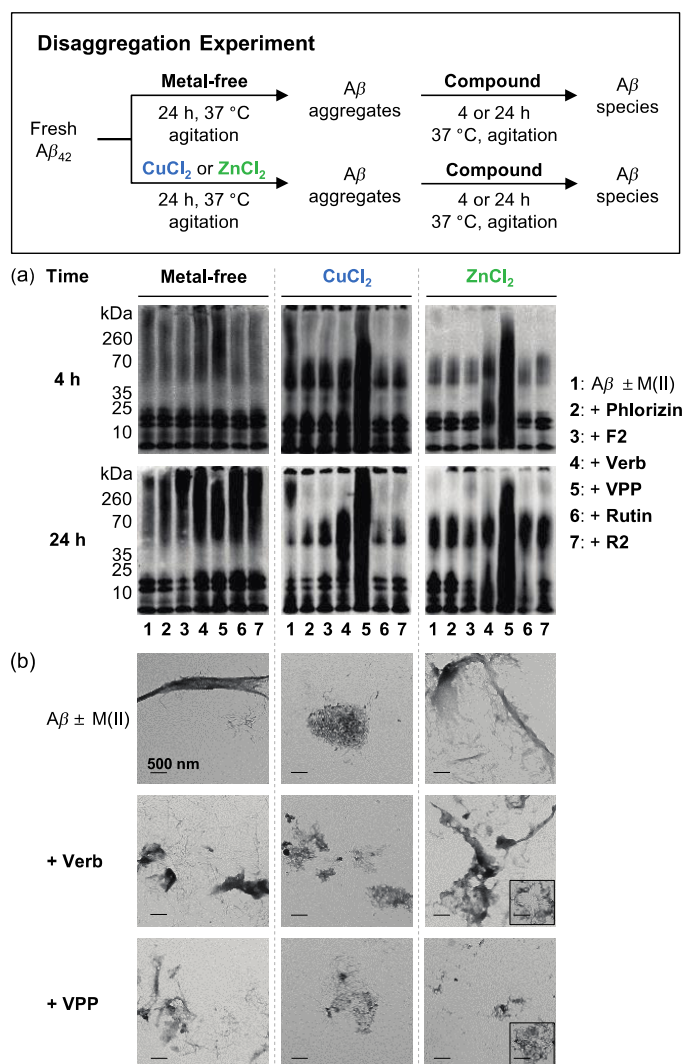 Disaggregation Experiment
Fresh
Aβ₄₂
Metal-free
24 h, 37 °C
agitation
Aβ
aggregates
Compound
4 or 24 h
37 °C, agitation
Aβ
species
CuCl₂ or ZnCl₂
24 h, 37 °C
agitation
Aβ
aggregates
Compound
4 or 24 h
37 °C, agitation
Aβ
species
(a) Time Metal-free CuCl₂ ZnCl₂
4 h
kDa
260
70
35
25
10
24 h
kDa
260
70
35
25
10
1 2 3 4 5 6 7 1 2 3 4 5 6 7 1 2 3 4 5 6 7
1: Aβ ± M(II)
2: + Phlorizin
3: + F2
4: + Verb
5: + VPP
6: + Rutin
7: + R2
(b)
Aβ ± M(II)
500 nm
+ Verb
+ VPP